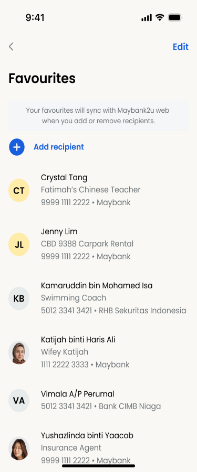 9:41
Edit
Favourites
Your favourites will sync with Maybank2u web
when you add or remove recipients.
Add recipient
CT
Crystal Tang
Fatimah's Chinese Teacher
9999 1111 2222 • Maybank
JL
Jenny Lim
CBD 9388 Carpark Rental
9999 1111 2222 • Maybank
KB
Kamaruddin bin Mohamed Isa
Swimming Coach
5012 3341 3421 • RHB Sekuritas Indonesia
Katijah binti Haris Ali
Wifey Katijah
1111 2222 3333 • Maybank
VA
Vimala A/P Perumal
5012 3341 3421 • Bank CIMB Niaga
Yushazlinda binti Yaacob
Insurance Agent
9999 1111 2222 • Maybank